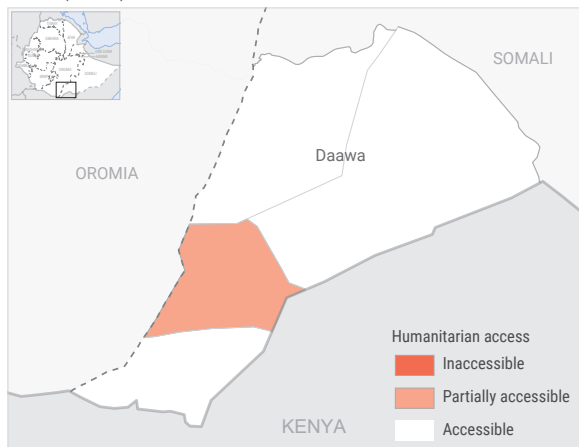 SOMALI
Daawa
OROMIA
Humanitarian access
Inaccessible
Partially accessible
Accessible
KENYA